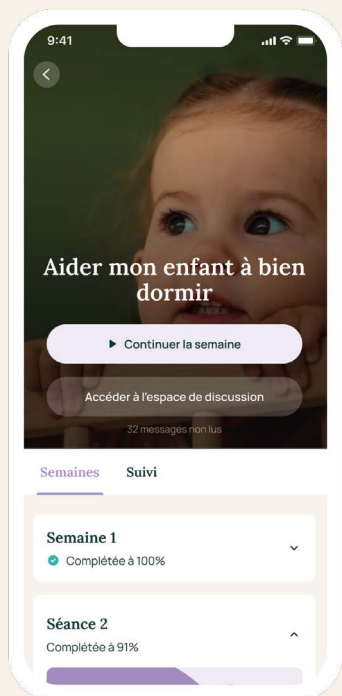 9:41
Aider mon enfant à bien
dormir
Continuer la semaine
Accéder à l'espace de discussion
32 messages non lus
Semaines Suivi
Semaine 1
Complétée à 100%
Séance 2
Complétée à 91%